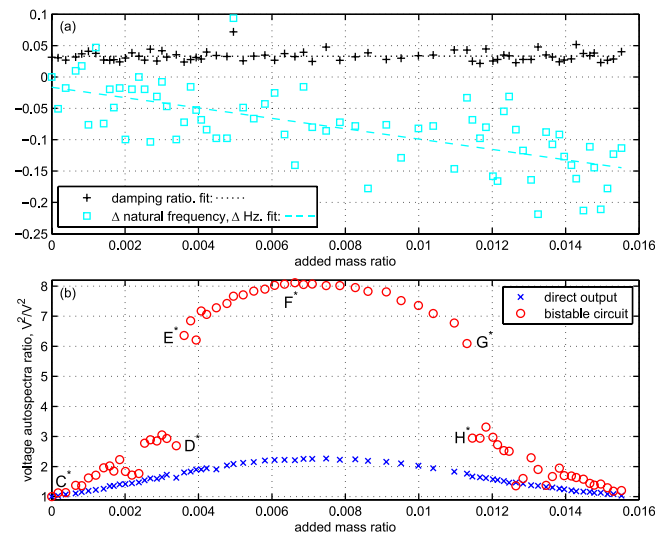 (a)
0.1
0.05
0
-0.05
-0.1
-0.15
-0.2
-0.25
damping ratio. fit:
Δ natural frequency, Δ Hz. fit:
0 0.002 0.004 0.006 0.008 0.010 0.012 0.014 0.016
added mass ratio
(b)
voltage autospectra ratio, V²/V²
8
7
6
5
4
3
2
1
direct output
bistable circuit
C*
D*
E*
F*
G*
H*
0 0.002 0.004 0.006 0.008 0.010 0.012 0.014 0.016
added mass ratio